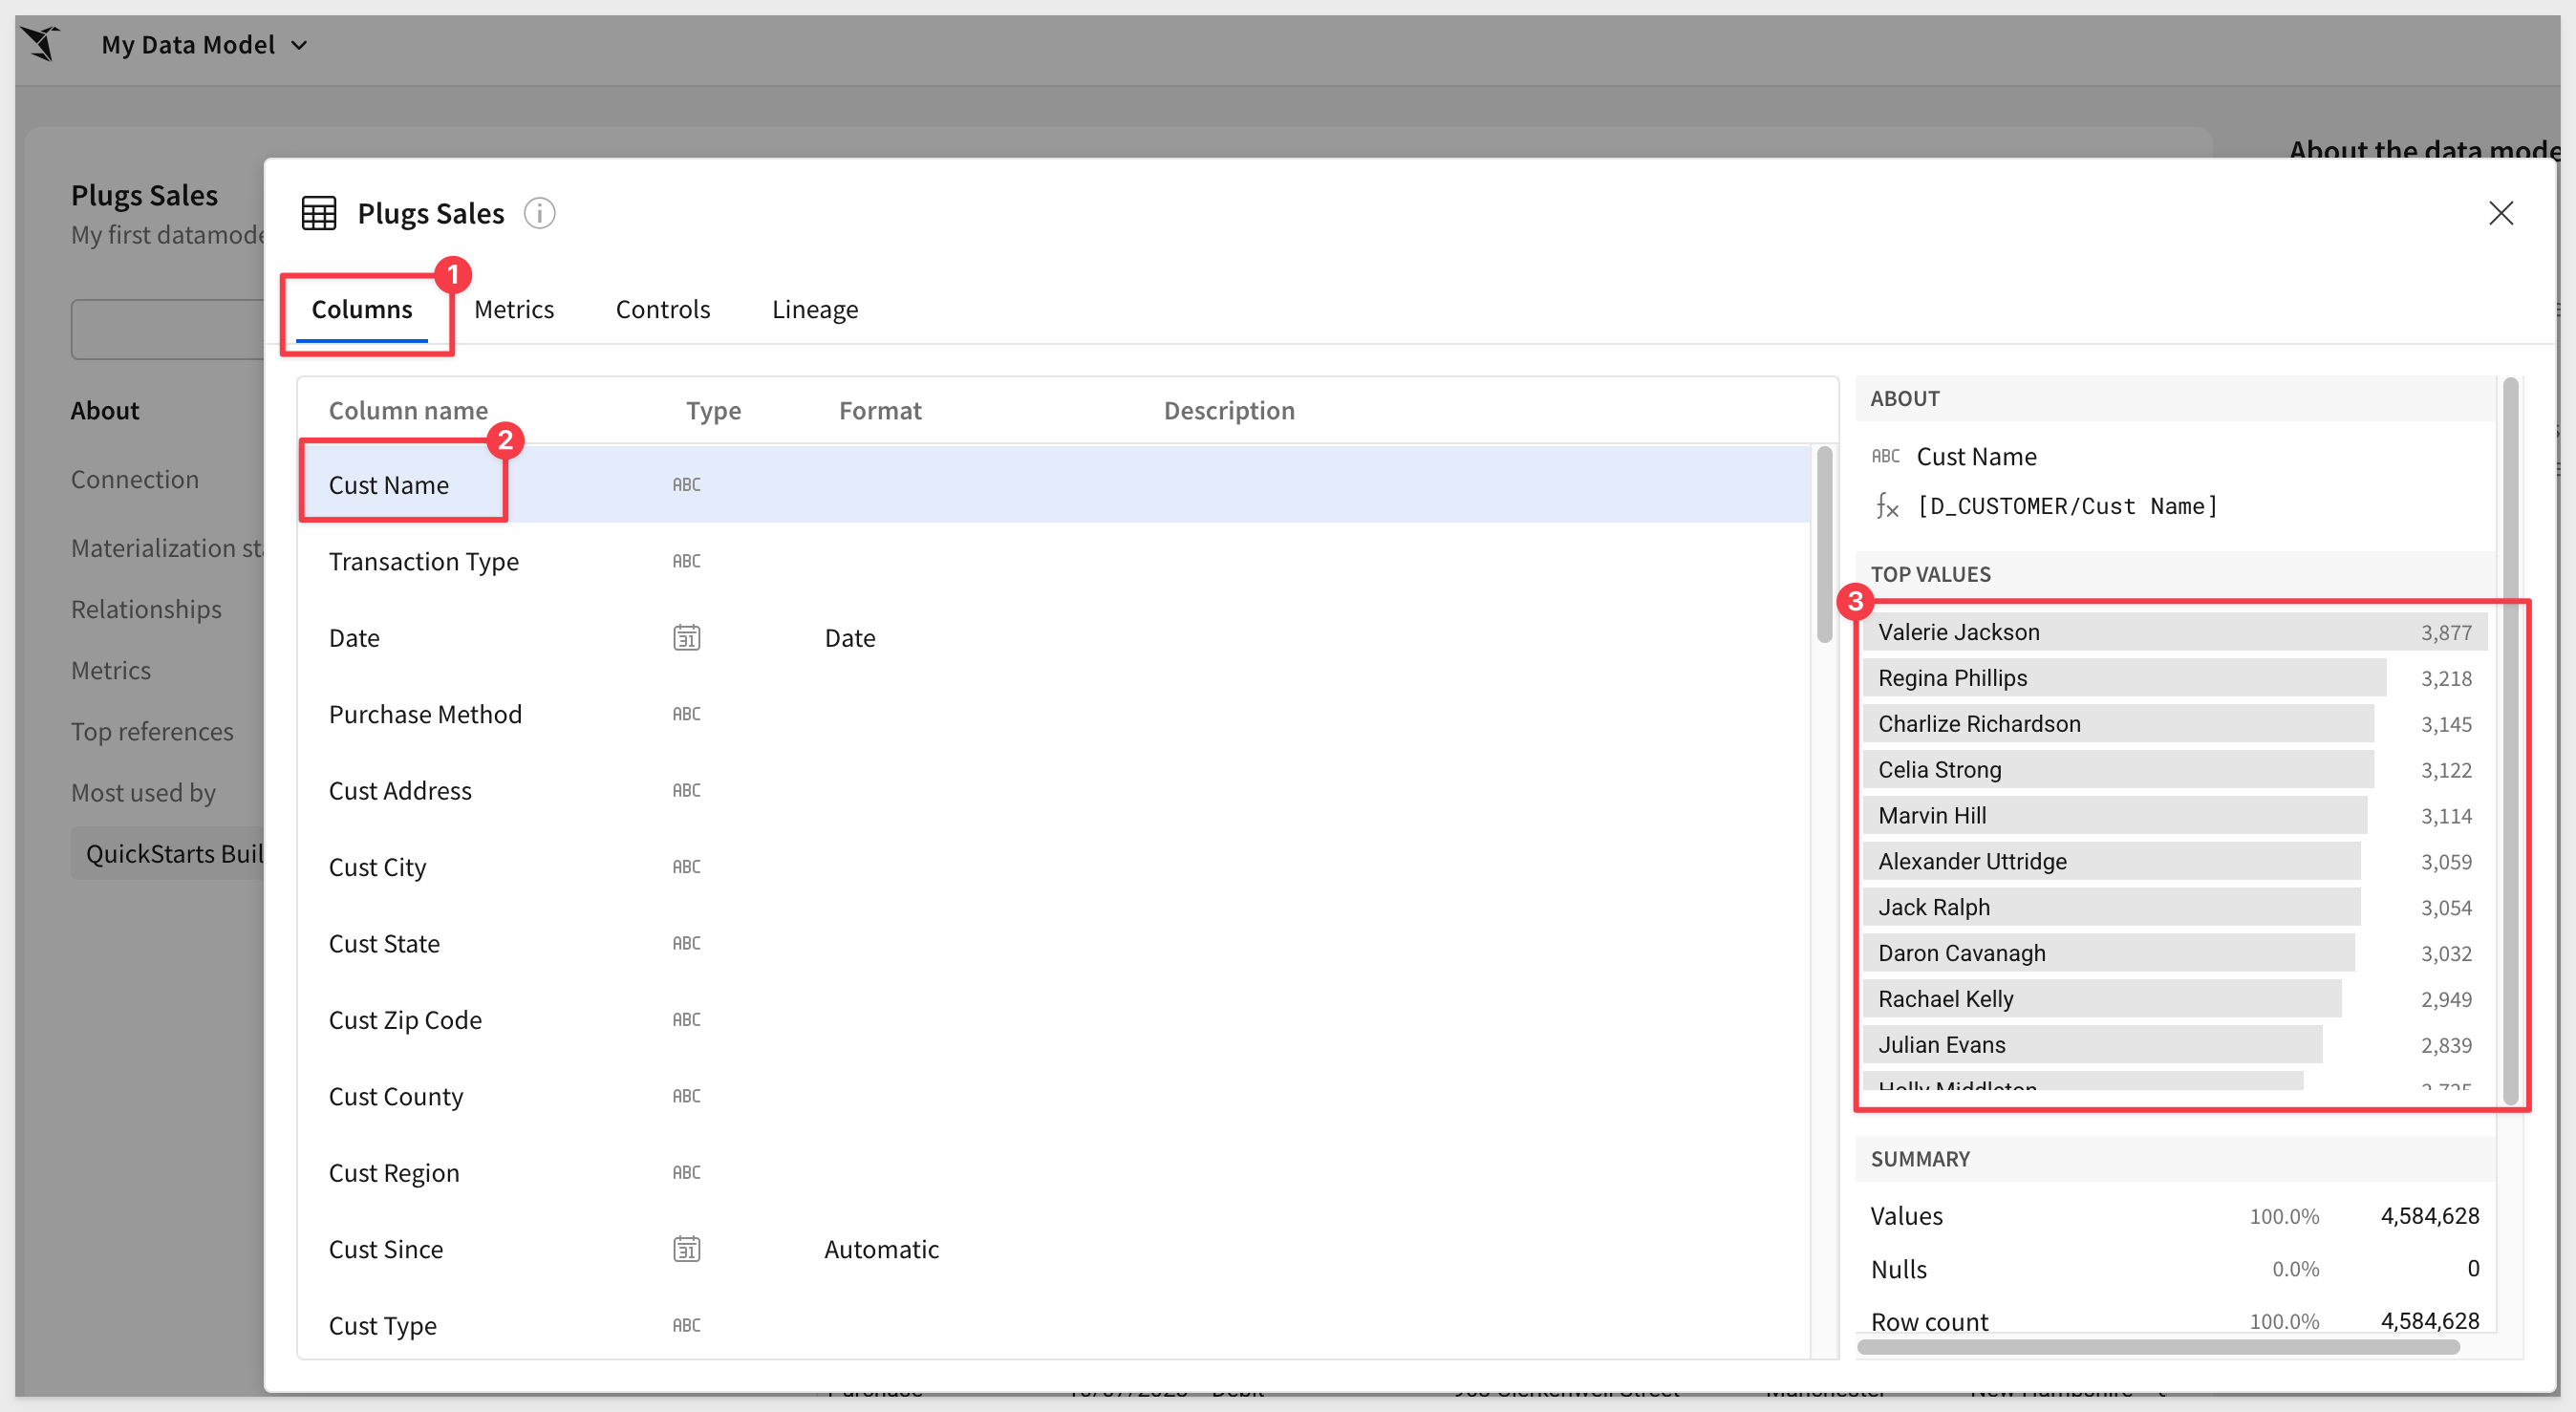 My Data Model
About the data mode
Plugs Sales
My first datamode
About
Connection
Materialization sta
Relationships
Metrics
Top references
Most used by
QuickStarts Buil
Plugs Sales
1
Columns Metrics Controls Lineage
Column name Type Format Description
2
Cust Name ABC
Transaction Type ABC
Date 31 Date
Purchase Method ABC
Cust Address ABC
Cust City ABC
Cust State ABC
Cust Zip Code ABC
Cust County ABC
Cust Region ABC
Cust Since 31 Automatic
Cust Type ABC
ABOUT
ABC Cust Name
fx [D_CUSTOMER/Cust Name]
TOP VALUES
3
Valerie Jackson 3,877
Regina Phillips 3,218
Charlize Richardson 3,145
Celia Strong 3,122
Marvin Hill 3,114
Alexander Uttridge 3,059
Jack Ralph 3,054
Daron Cavanagh 3,032
Rachael Kelly 2,949
Julian Evans 2,839
Holly Middleton 2,725
SUMMARY
Values 100.0% 4,584,628
Nulls 0.0% 0
Row count 100.0% 4,584,628